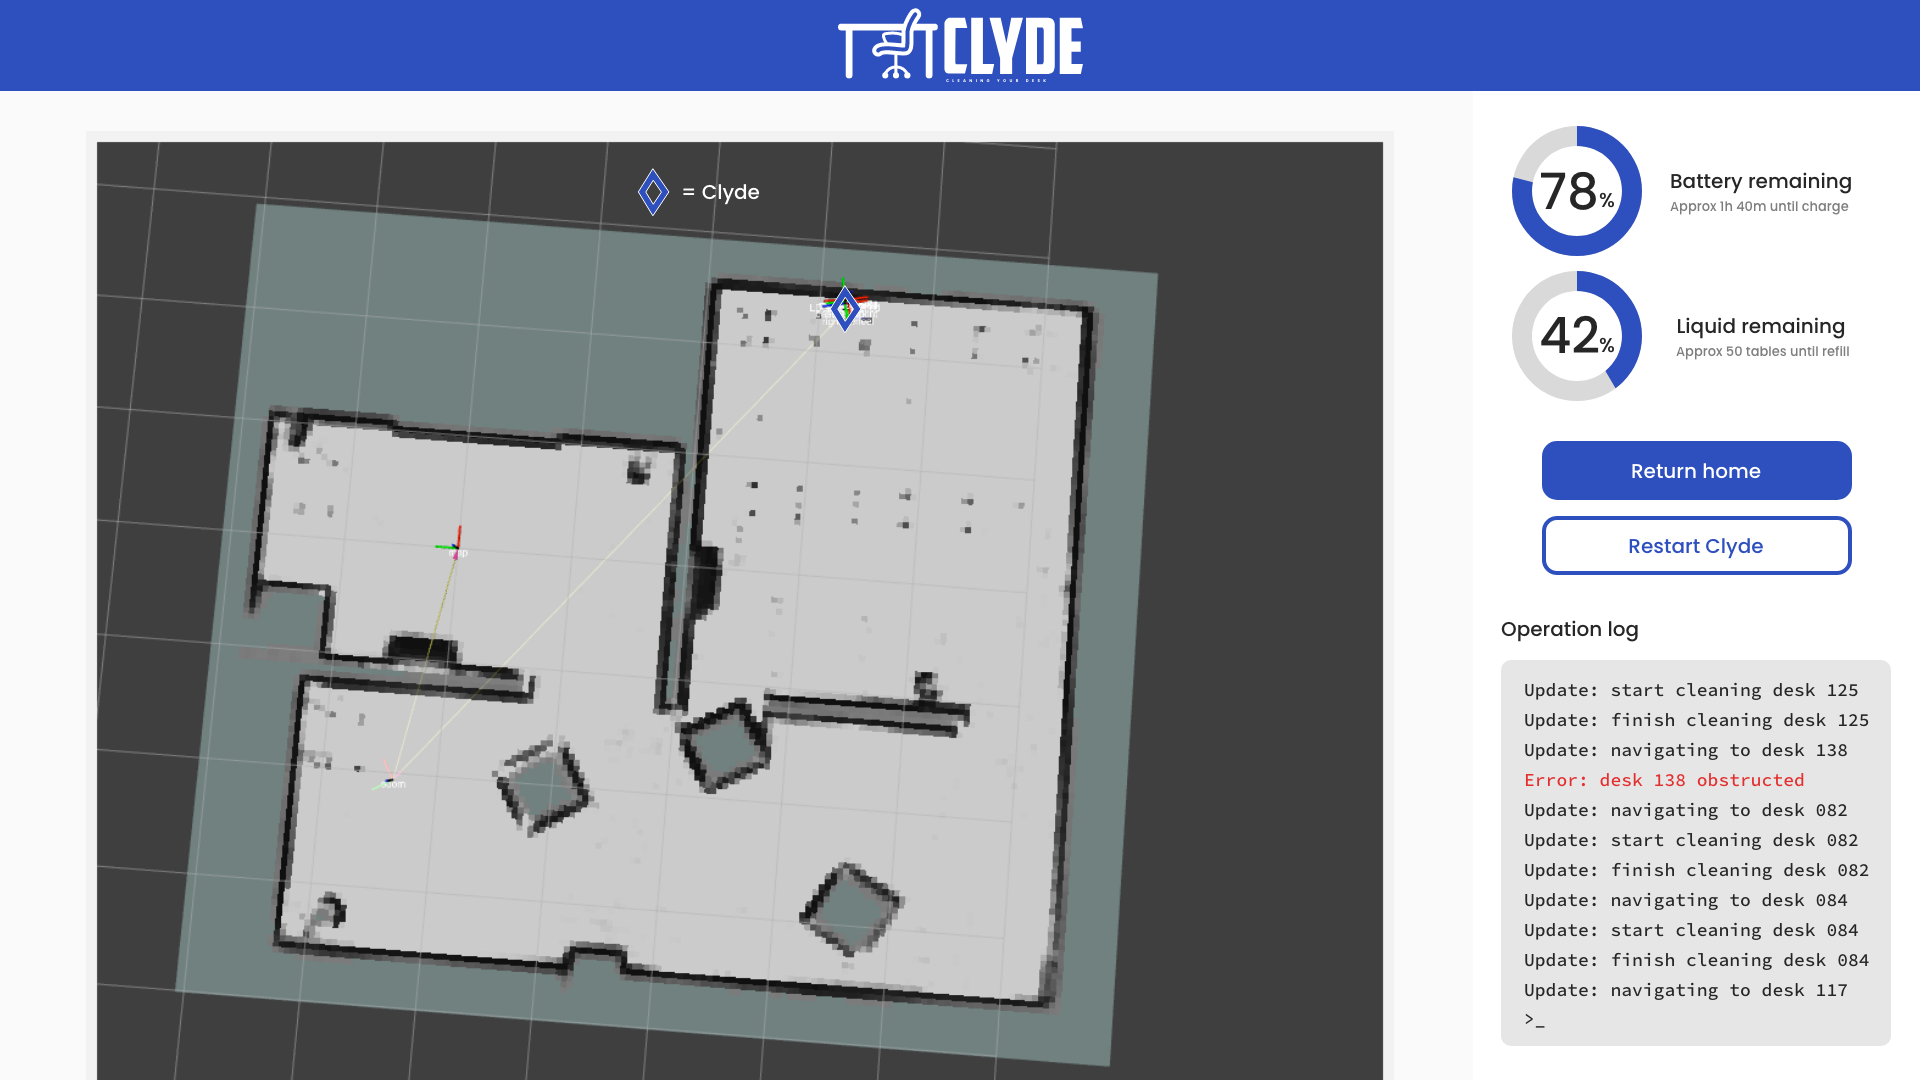 CLYDE
CLEANING YOUR DESK
= Clyde
map
odom
78%
Battery remaining
Approx 1h 40m until charge
42%
Liquid remaining
Approx 50 tables until refill
Return home
Restart Clyde
Operation log
Update: start cleaning desk 125
Update: finish cleaning desk 125
Update: navigating to desk 138
Error: desk 138 obstructed
Update: navigating to desk 082
Update: start cleaning desk 082
Update: finish cleaning desk 082
Update: navigating to desk 084
Update: start cleaning desk 084
Update: finish cleaning desk 084
Update: navigating to desk 117
>_